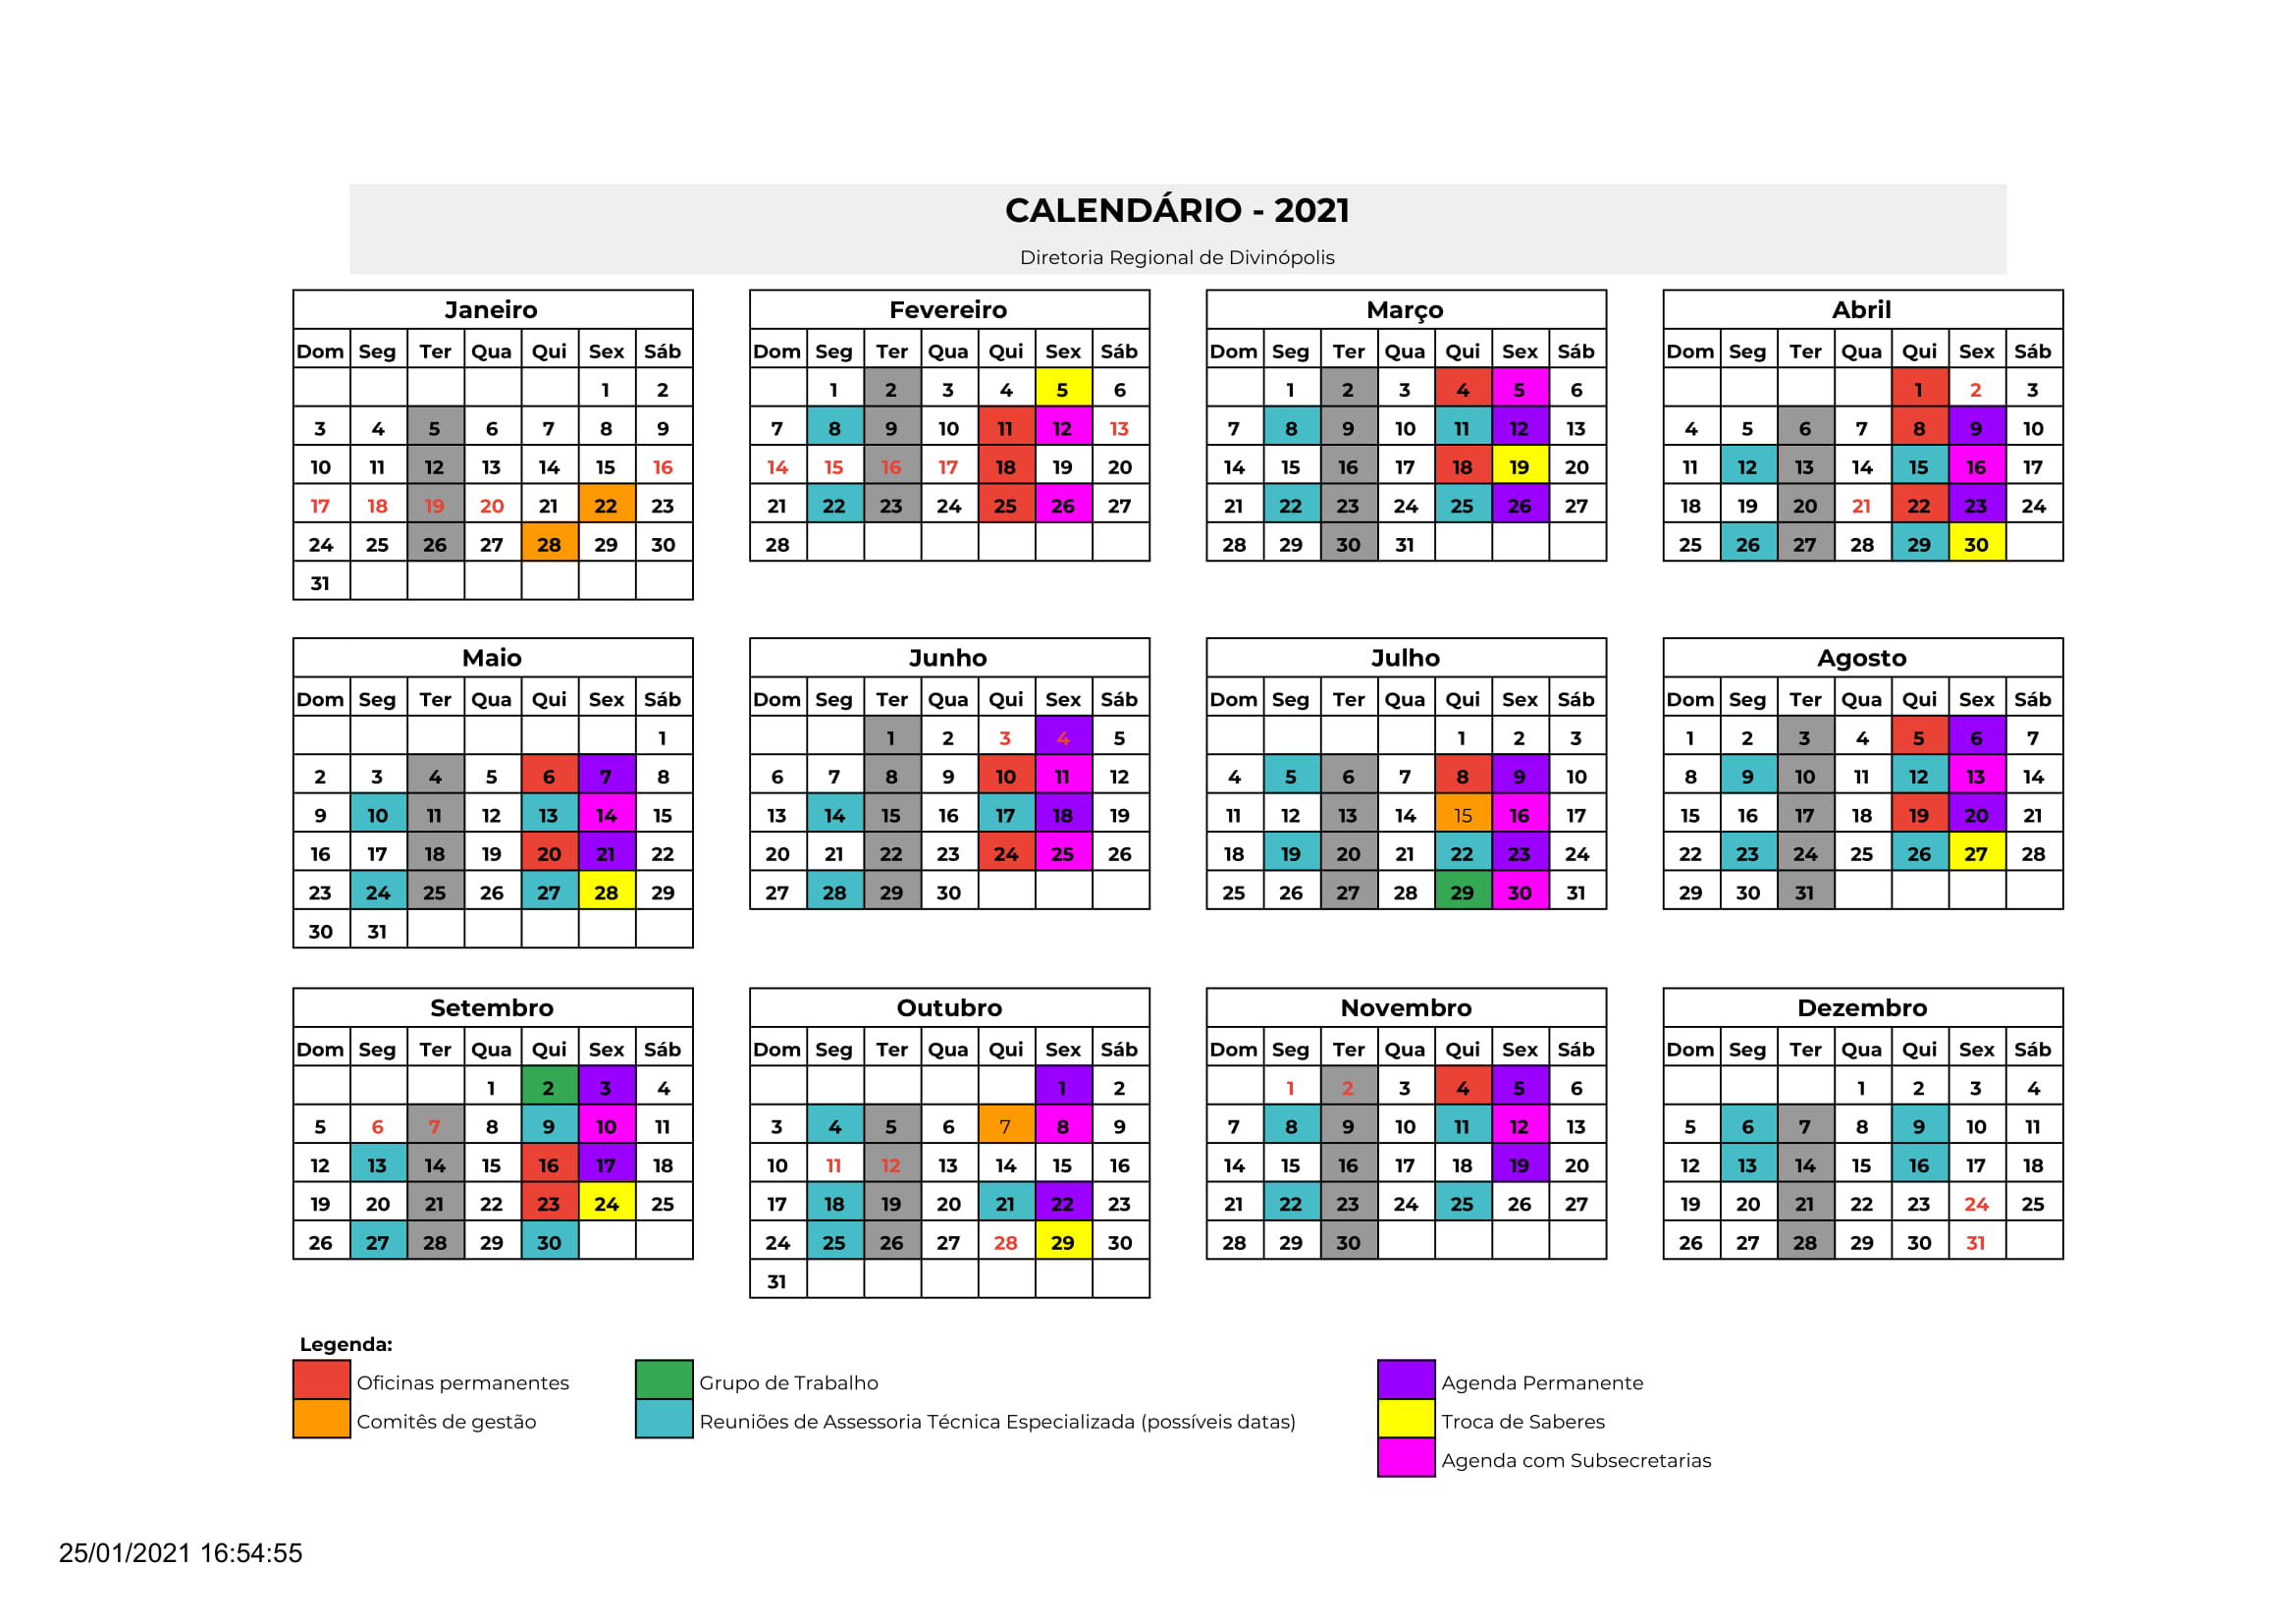 CALENDÁRIO - 2021
Diretoria Regional de Divinópolis
Janeiro
Dom Seg Ter Qua Qui Sex Sáb
1 2
3 4 5 6 7 8 9
10 11 12 13 14 15 16
17 18 19 20 21 22 23
24 25 26 27 28 29 30
31
Fevereiro
Dom Seg Ter Qua Qui Sex Sáb
1 2 3 4 5 6
7 8 9 10 11 12 13
14 15 16 17 18 19 20
21 22 23 24 25 26 27
28
Março
Dom Seg Ter Qua Qui Sex Sáb
1 2 3 4 5 6
7 8 9 10 11 12 13
14 15 16 17 18 19 20
21 22 23 24 25 26 27
28 29 30 31
Abril
Dom Seg Ter Qua Qui Sex Sáb
1 2 3
4 5 6 7 8 9 10
11 12 13 14 15 16 17
18 19 20 21 22 23 24
25 26 27 28 29 30
Maio
Dom Seg Ter Qua Qui Sex Sáb
1
2 3 4 5 6 7 8
9 10 11 12 13 14 15
16 17 18 19 20 21 22
23 24 25 26 27 28 29
30 31
Junho
Dom Seg Ter Qua Qui Sex Sáb
1 2 3 4 5
6 7 8 9 10 11 12
13 14 15 16 17 18 19
20 21 22 23 24 25 26
27 28 29 30
Julho
Dom Seg Ter Qua Qui Sex Sáb
1 2 3
4 5 6 7 8 9 10
11 12 13 14 15 16 17
18 19 20 21 22 23 24
25 26 27 28 29 30 31
Agosto
Dom Seg Ter Qua Qui Sex Sáb
1 2 3 4 5 6 7
8 9 10 11 12 13 14
15 16 17 18 19 20 21
22 23 24 25 26 27 28
29 30 31
Setembro
Dom Seg Ter Qua Qui Sex Sáb
1 2 3 4
5 6 7 8 9 10 11
12 13 14 15 16 17 18
19 20 21 22 23 24 25
26 27 28 29 30
Outubro
Dom Seg Ter Qua Qui Sex Sáb
1 2
3 4 5 6 7 8 9
10 11 12 13 14 15 16
17 18 19 20 21 22 23
24 25 26 27 28 29 30
31
Novembro
Dom Seg Ter Qua Qui Sex Sáb
1 2 3 4 5 6
7 8 9 10 11 12 13
14 15 16 17 18 19 20
21 22 23 24 25 26 27
28 29 30
Dezembro
Dom Seg Ter Qua Qui Sex Sáb
1 2 3 4
5 6 7 8 9 10 11
12 13 14 15 16 17 18
19 20 21 22 23 24 25
26 27 28 29 30 31
Legenda:
Oficinas permanentes
Comitês de gestão
Grupo de Trabalho
Reuniões de Assessoria Técnica Especializada (possíveis datas)
Agenda Permanente
Troca de Saberes
Agenda com Subsecretarias
25/01/2021 16:54:55